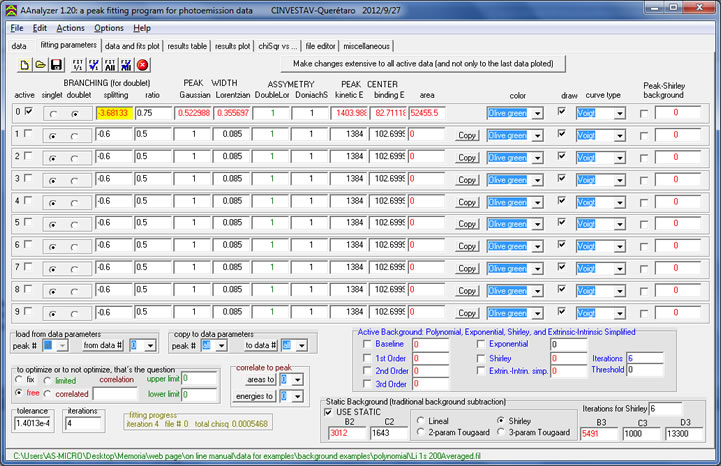 AAnalyzer 1.20: a peak fitting program for photoemission data CINVESTAV-Querétaro 2012/9/27
File Edit Actions Options Help
data fitting parameters data and fits plot results table results plot chiSqr vs ... file editor miscellaneous
Make changes extensive to all active data (and not only to the last data ploted)
BRANCHING (for doublet) PEAK WIDTH ASSYMETRY PEAK CENTER Peak-Shirley
active singlet doublet splitting ratio Gaussian Lorentzian DoubleLor DoniachS kinetic E binding E area color draw curve type background
0 -3.68133 0.75 0.522988 0.355697 1 1 1403.988 82.71118 52455.5 Olive green Voigt 0
1 -0.6 0.5 1 0.085 1 1 1384 102.6995 0 Copy Olive green Voigt 0
2 -0.6 0.5 1 0.085 1 1 1384 102.6995 0 Copy Olive green Voigt 0
3 -0.6 0.5 1 0.085 1 1 1384 102.6995 0 Copy Olive green Voigt 0
4 -0.6 0.5 1 0.085 1 1 1384 102.6995 0 Copy Olive green Voigt 0
5 -0.6 0.5 1 0.085 1 1 1384 102.6995 0 Copy Olive green Voigt 0
6 -0.6 0.5 1 0.085 1 1 1384 102.6995 0 Copy Olive green Voigt 0
7 -0.6 0.5 1 0.085 1 1 1384 102.6995 0 Copy Olive green Voigt 0
8 -0.6 0.5 1 0.085 1 1 1384 102.6995 0 Copy Olive green Voigt 0
9 -0.6 0.5 1 0.085 1 1 1384 102.6995 0 Copy Olive green Voigt 0
load from data parameters
peak # from data # 0
copy to data parameters
peak # all to data # all
Active Background: Polynomial, Exponential, Shirley, and Extrinsic-Intrinsic Simplified
Baseline 0 Exponential 0
1st Order 0 Shirley 0 Iterations 6
2nd Order 0 Extrin.-Intrin. simp. 0 Threshold 0
3rd Order 0
to optimize or to not optimize, that's the question
fix limited correlation upper limit 0
free correlated lower limit 0
correlate to peak
areas to 0
energies to 0
tolerance
1.4013e-4
iterations
4
fitting progress
iteration 4 file # 0 total chisq 0.0005468
Static Background (traditional background subtraction)
USE STATIC Iterations for Shirley 6
B2 C2 Lineal Shirley B3 C3 D3
3012 1643 2-param Tougaard 3-param Tougaard 5491 1000 13300
C:\Users\AS-MICRO\Desktop\Memoria\web page\on line manual\data for examples\background examples\polynomial\Li 1s 200Averaged.fil